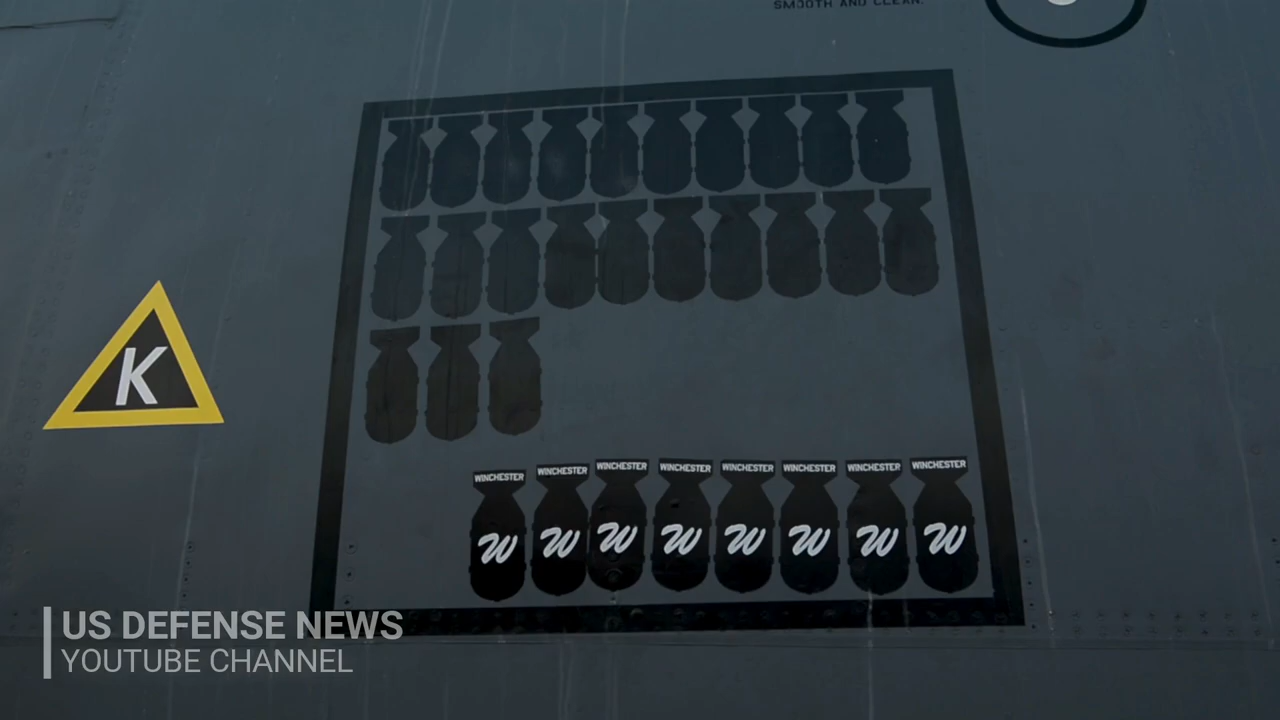 SMOOTH AND CLEAN.
K
WINCHESTER WINCHESTER WINCHESTER WINCHESTER WINCHESTER WINCHESTER WINCHESTER WINCHESTER
W W W W W W W W
US DEFENSE NEWS
YOUTUBE CHANNEL